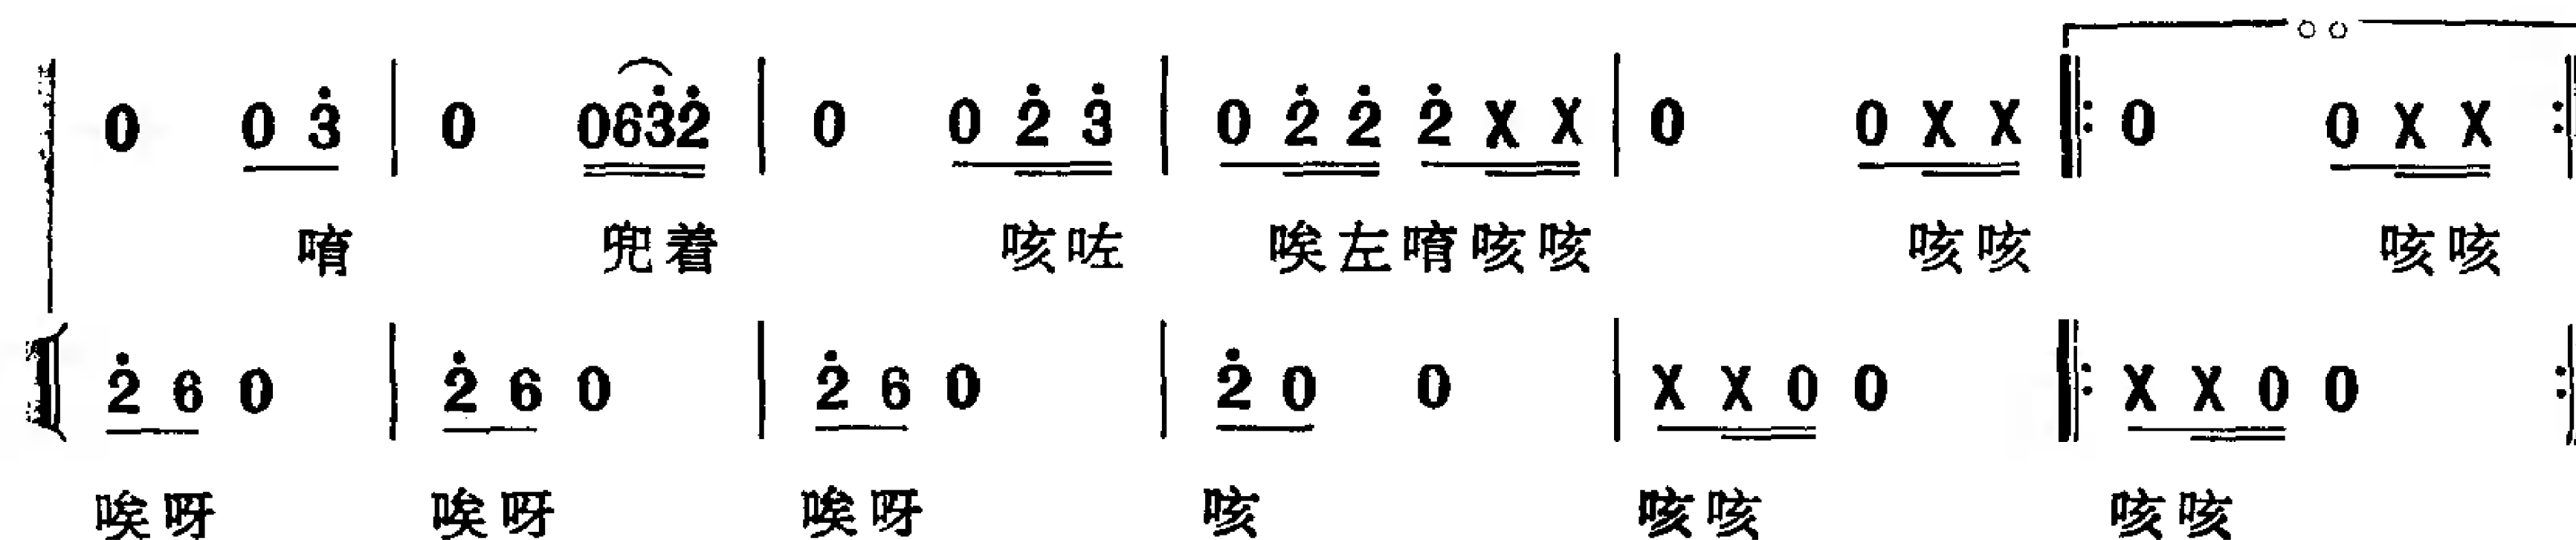 0 0 3̇ | 0 0632̇ | 0 0 2̇ 3̇ | 0 2̇ 2̇ 2̇ X X | 0 0 X X ‖: 0 0 X X :‖
唷 兜着 咳咗 唉左唷咳咳 咳咳 咳咳
2̇ 6 0 | 2̇ 6 0 | 2̇ 6 0 | 2̇ 0 0 | X X 0 0 ‖: X X 0 0 :‖
唉呀 唉呀 唉呀 咳 咳咳 咳咳